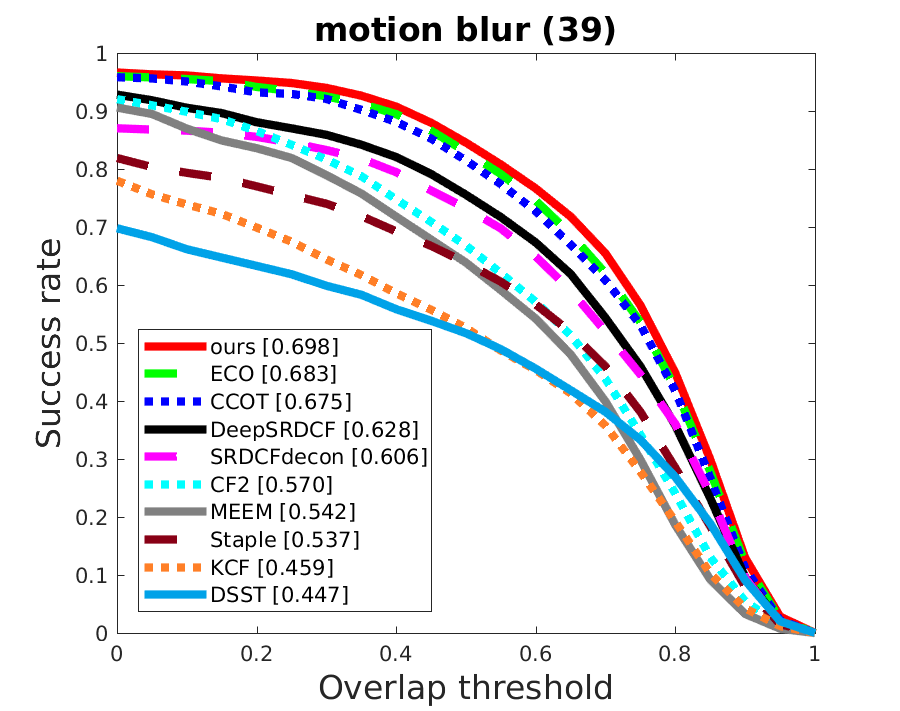 motion blur (39)
1
0.9
0.8
0.7
0.6
0.5
0.4
0.3
0.2
0.1
0
Success rate
ours [0.698]
ECO [0.683]
CCOT [0.675]
DeepSRDCF [0.628]
SRDCFdecon [0.606]
CF2 [0.570]
MEEM [0.542]
Staple [0.537]
KCF [0.459]
DSST [0.447]
0 0.2 0.4 0.6 0.8 1
Overlap threshold